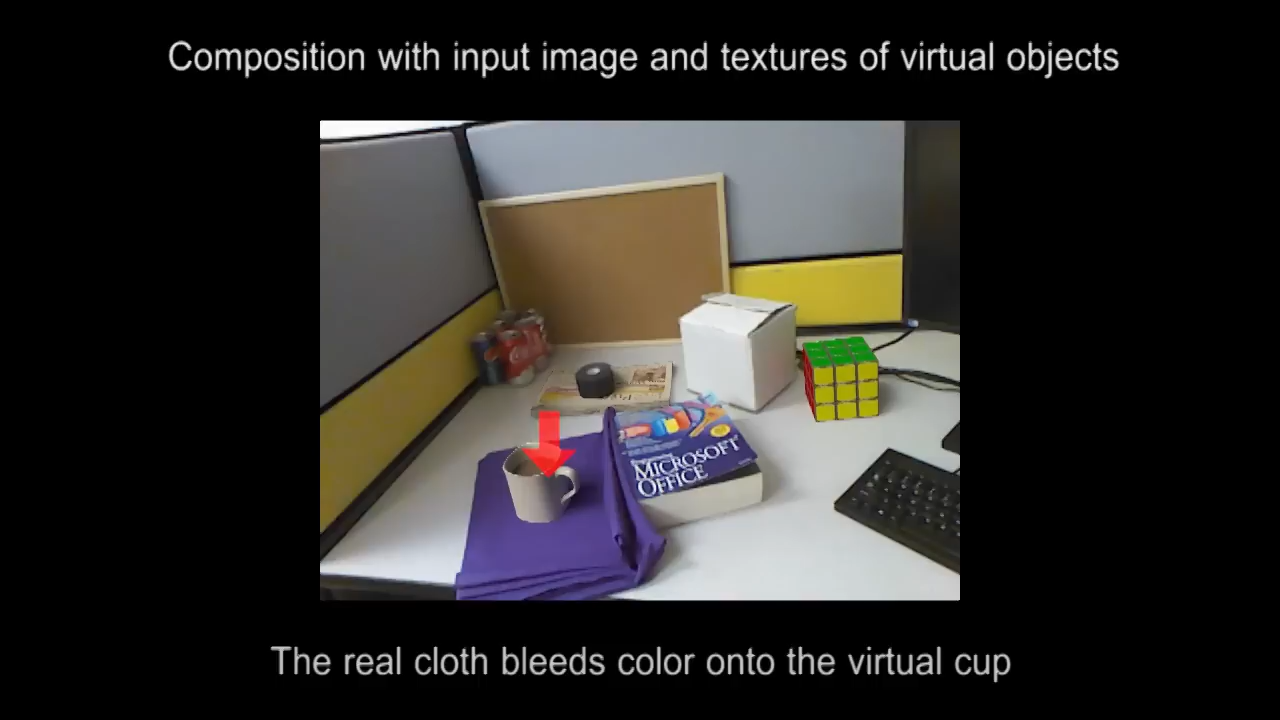 Composition with input image and textures of virtual objects
MICROSOFT
OFFICE
The real cloth bleeds color onto the virtual cup